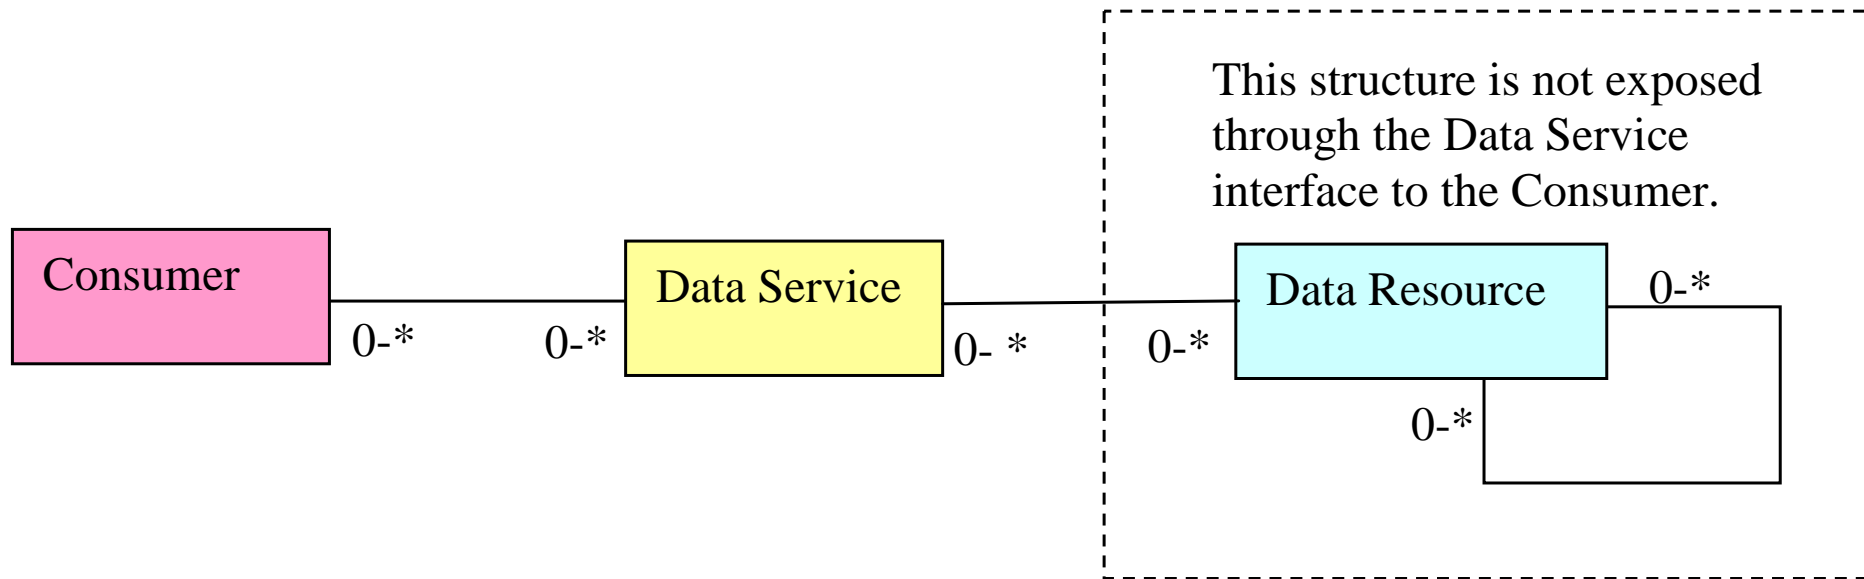 This structure is not exposed
through the Data Service
interface to the Consumer.
Consumer
Data Service
Data Resource
0-*
0-*
0-*
0- *
0-*
0-*